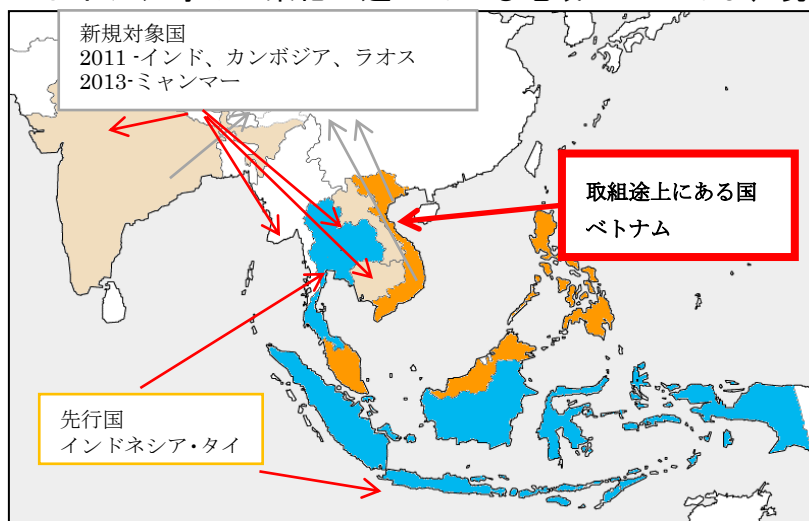 新規対象国
2011 -インド、カンボジア、ラオス
2013-ミャンマー
取組途上にある国
ベトナム
先行国
インドネシア・タイ